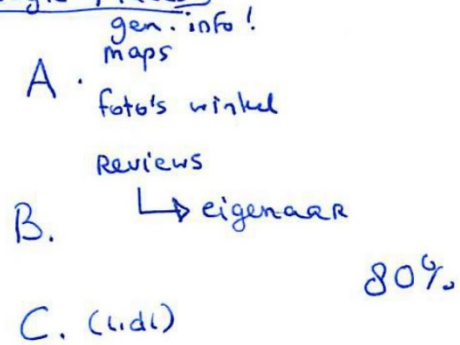 gen. info!
A. maps
foto's winkel
Reviews
↳ eigenaar
B.
80%
C. (Lidl)